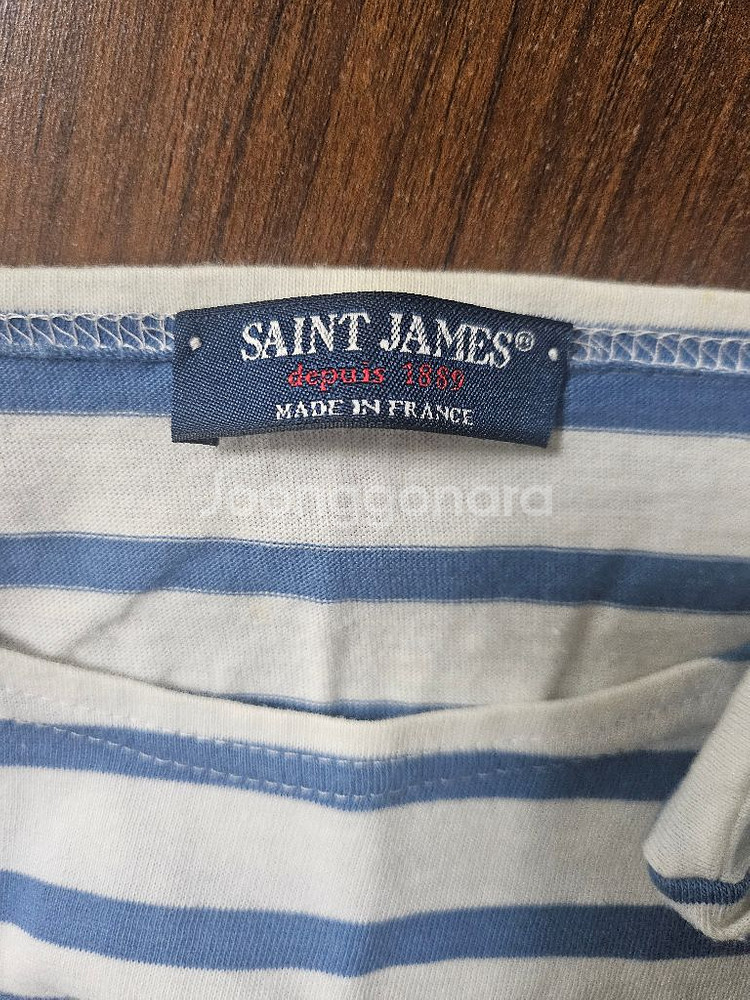 SAINT JAMES®
depuis 1889
MADE IN FRANCE
Joonggonara